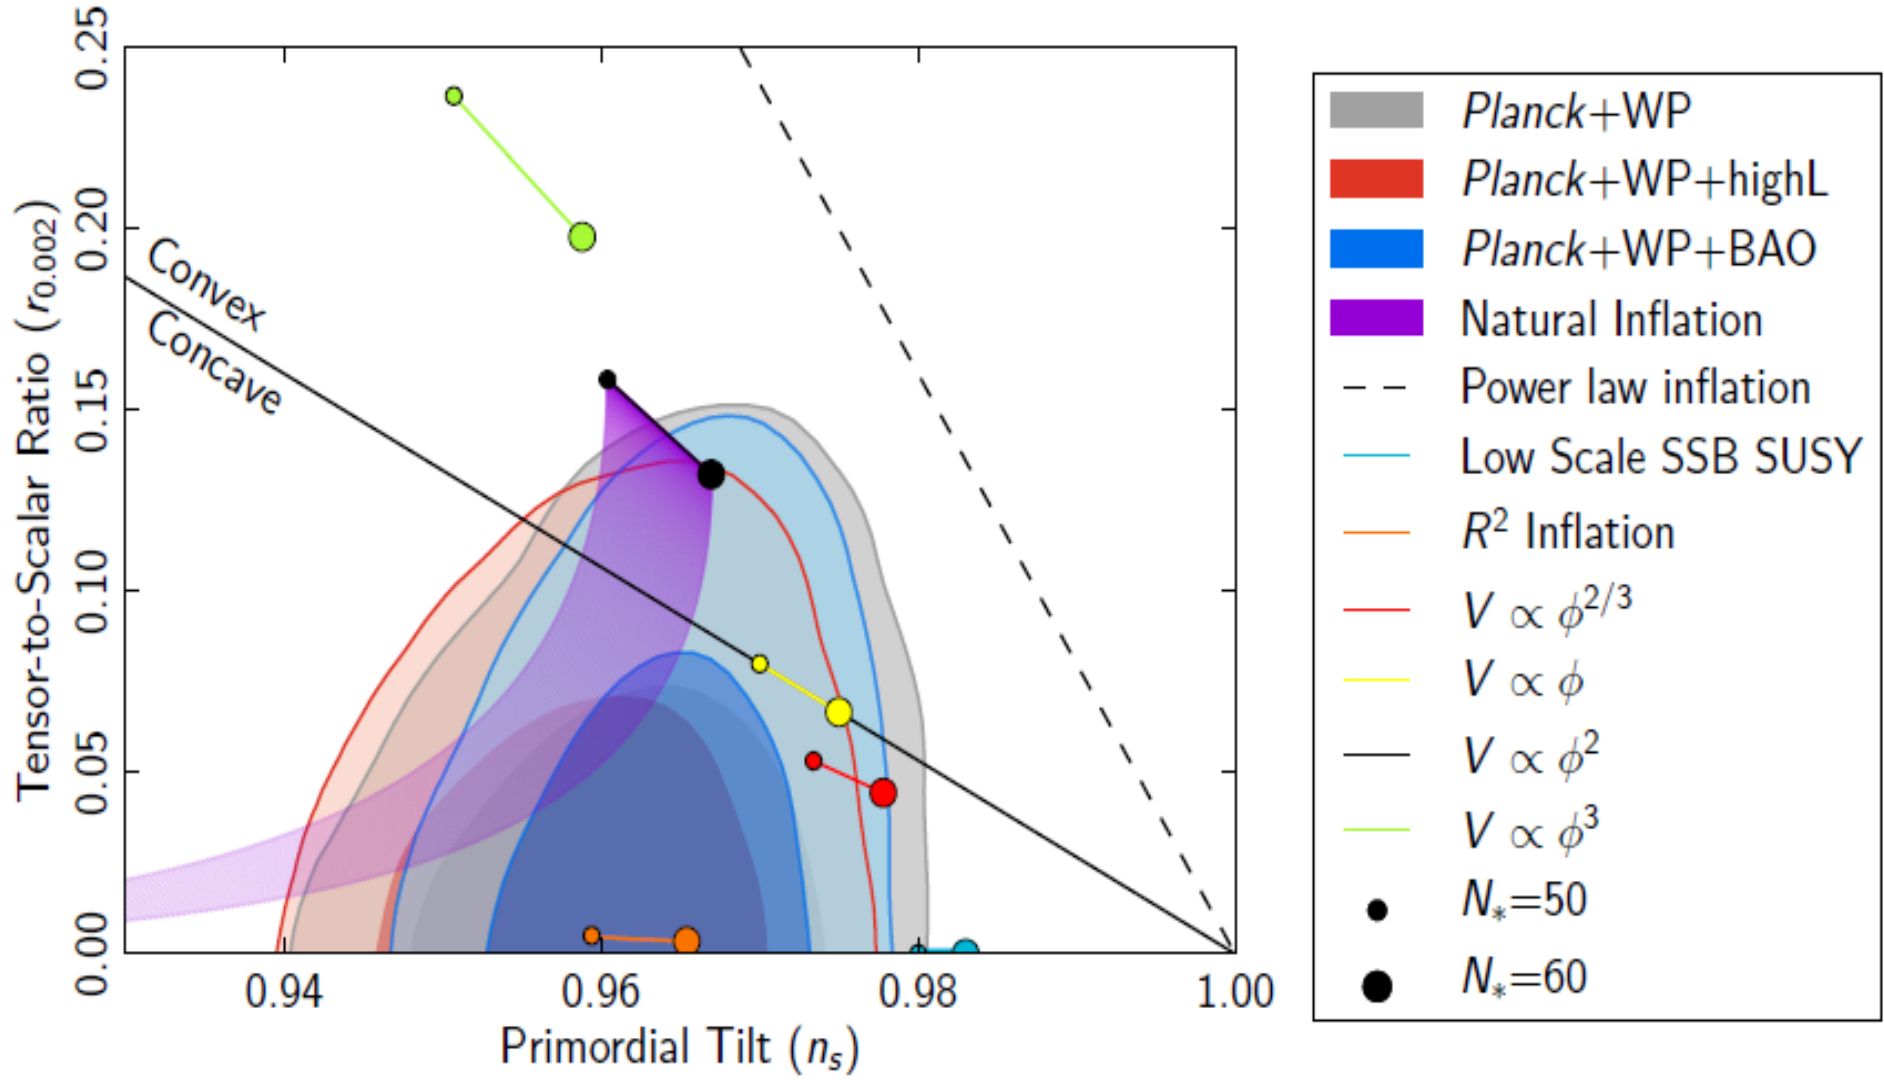 0.25
0.20
0.15
0.10
0.05
0.00
Tensor-to-Scalar Ratio (r0.002)
Convex
Concave
0.94
0.96
0.98
1.00
Primordial Tilt (ns)
Planck+WP
Planck+WP+highL
Planck+WP+BAO
Natural Inflation
Power law inflation
Low Scale SSB SUSY
R² Inflation
V ∝ ϕ^2/3
V ∝ ϕ
V ∝ ϕ²
V ∝ ϕ³
N*=50
N*=60